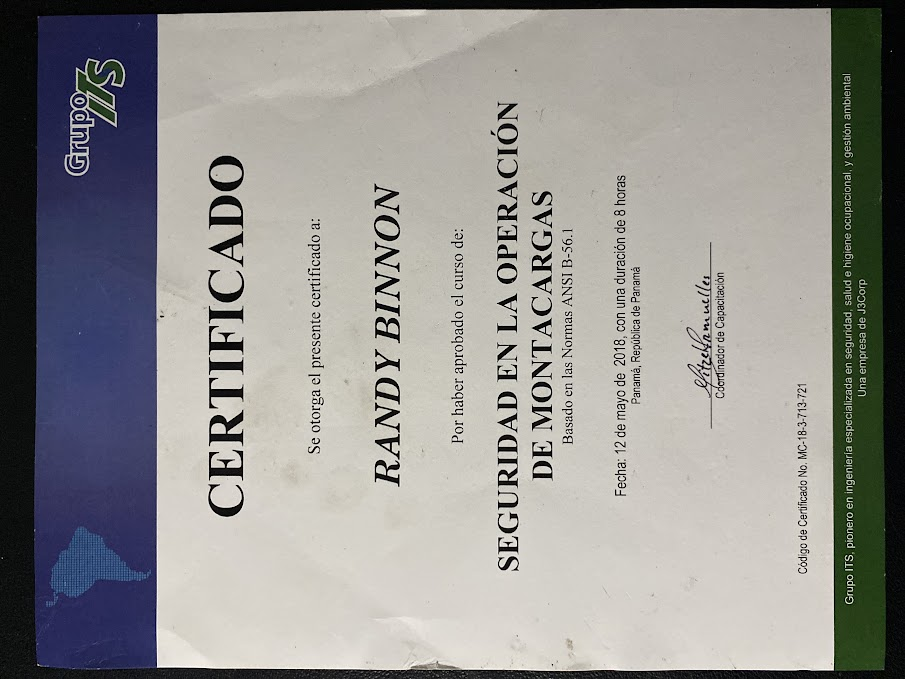 Grupo ITS
CERTIFICADO
Se otorga el presente certificado a:
RANDY BINNON
Por haber aprobado el curso de:
SEGURIDAD EN LA OPERACIÓN
DE MONTACARGAS
Basado en las Normas ANSI B-56.1
Fecha: 12 de mayo de 2018, con una duración de 8 horas
Panamá, República de Panamá
Coordinador de Capacitación
Código de Certificado No. MC-18-3-713-721
Grupo ITS, pionero en ingeniería especializada en seguridad, salud e higiene ocupacional, y gestión ambiental
Una empresa de J3Corp